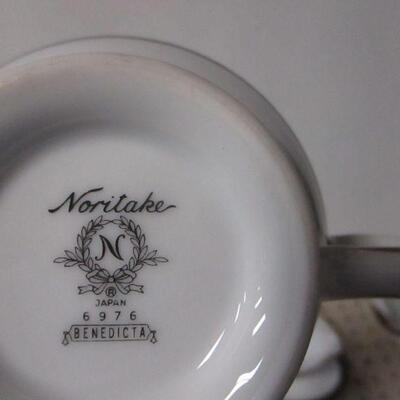 Noritake
N
®
JAPAN
6976
BENEDICTA